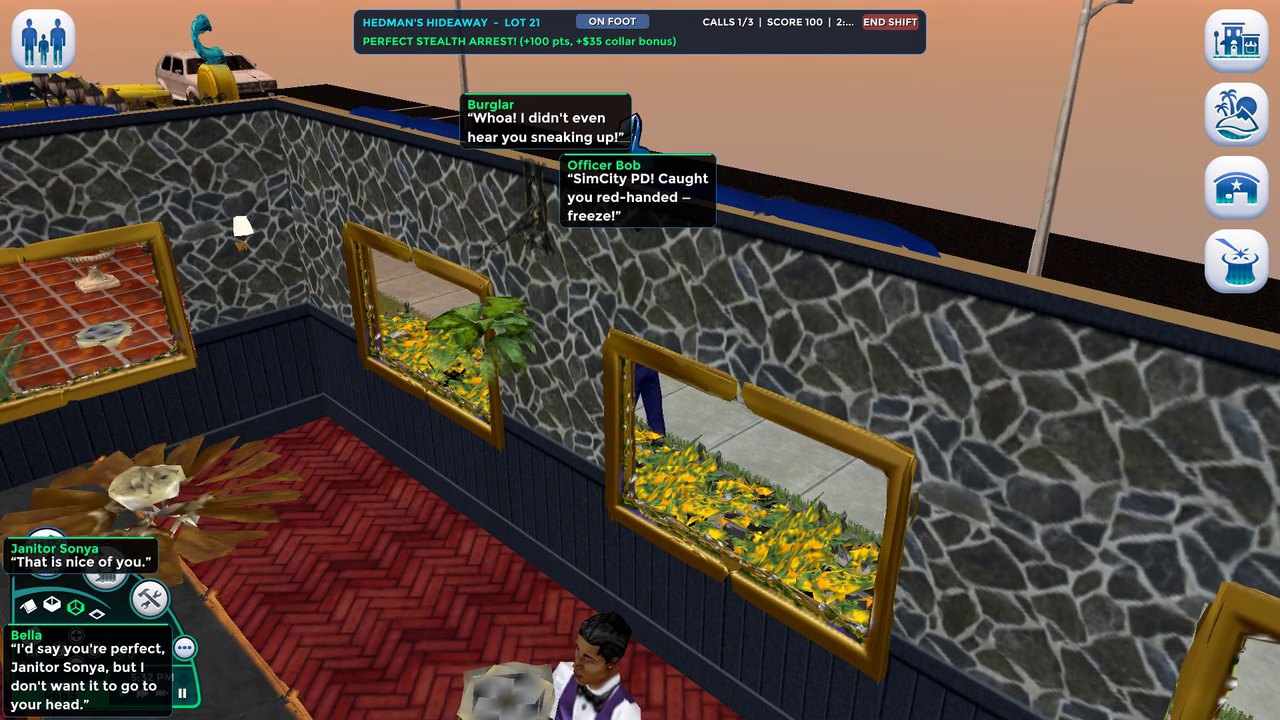 HEDMAN'S HIDEAWAY - LOT 21 ON FOOT CALLS 1/3 | SCORE 100 | 2:... END SHIFT
PERFECT STEALTH ARREST! (+100 pts, +$35 collar bonus)
Burglar
“Whoa! I didn't even
hear you sneaking up!”
Officer Bob
“SimCity PD! Caught
you red-handed –
freeze!”
Janitor Sonya
“That is nice of you.”
Bella
“I'd say you're perfect,
Janitor Sonya, but I
don't want it to go to
your head.”
5:32 PM